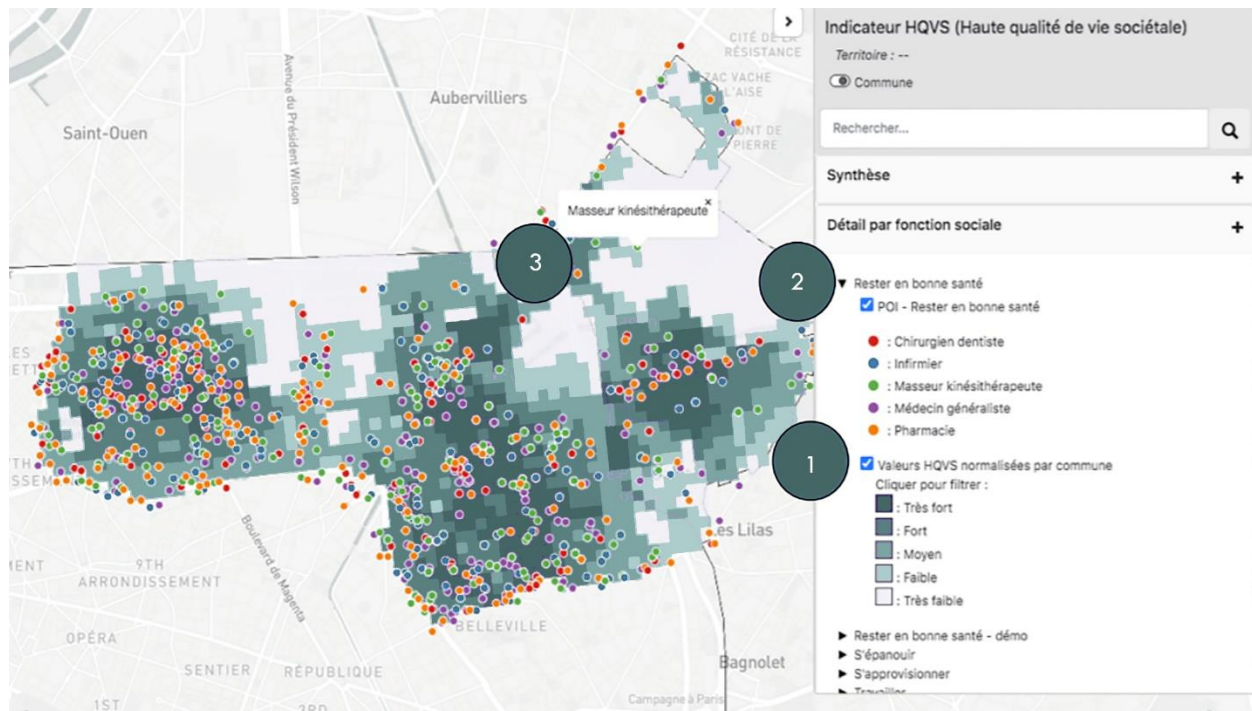 CITÉ DE LA
RÉSISTANCE
ZAC VACHE
L'AISE
Aubervilliers
Saint-Ouen
Avenue du Président Wilson
PONT DE
PIERRE
Masseur kinésithérapeute
×
3
2
1
Les Lilas
Boulevard de Magenta
9TH
ARRONDISSEMENT
BELLEVILLE
OPÉRA
SENTIER
RÉPUBLIQUE
Bagnolet
Campagne à Paris
1ST
3RD
Indicateur HQVS (Haute qualité de vie sociétale)
Territoire : --
Commune
Rechercher...
Synthèse +
Détail par fonction sociale +
▼ Rester en bonne santé
POI - Rester en bonne santé
: Chirurgien dentiste
: Infirmier
: Masseur kinésithérapeute
: Médecin généraliste
: Pharmacie
Valeurs HQVS normalisées par commune
Cliquer pour filtrer :
: Très fort
: Fort
: Moyen
: Faible
: Très faible
► Rester en bonne santé - démo
► S'épanouir
► S'approvisionner
► Travailler